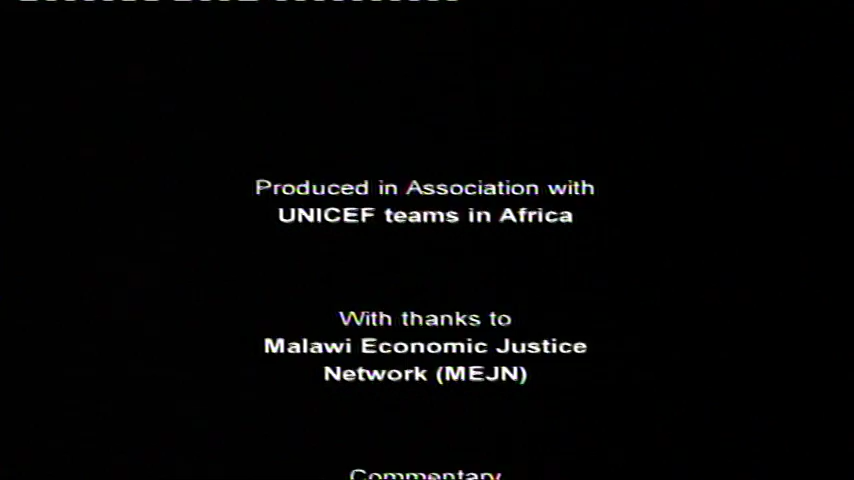 Produced in Association with
UNICEF teams in Africa
With thanks to
Malawi Economic Justice
Network (MEJN)
Commentary